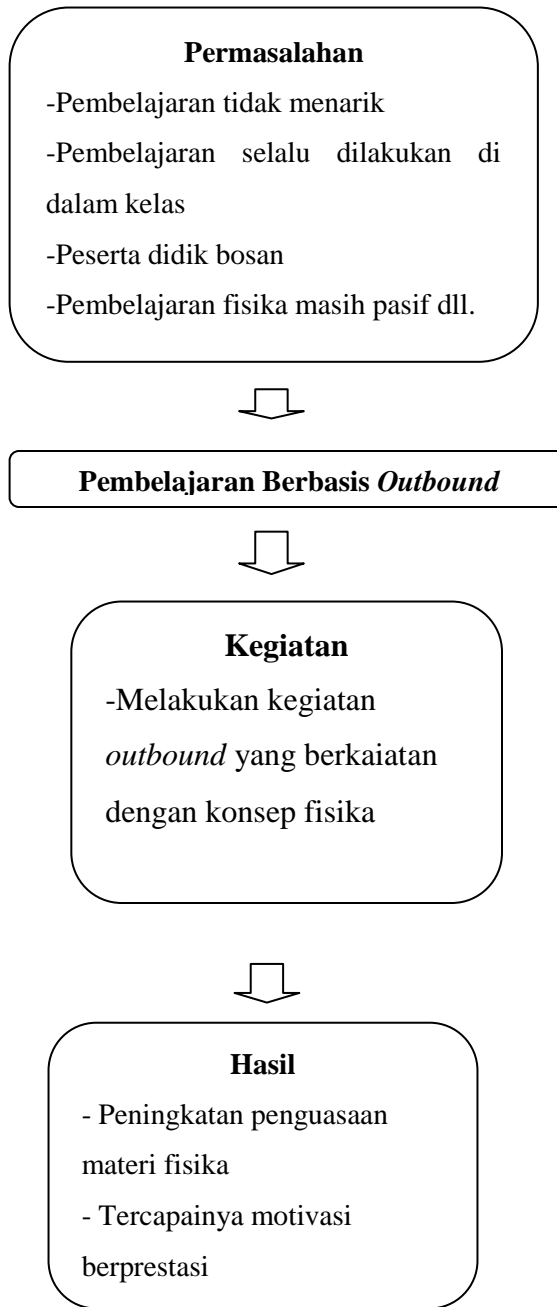 Permasalahan
-Pembelajaran tidak menarik
-Pembelajaran selalu dilakukan di
dalam kelas
-Peserta didik bosan
-Pembelajaran fisika masih pasif dll.
Pembelajaran Berbasis Outbound
Kegiatan
-Melakukan kegiatan
outbound yang berkaiatan
dengan konsep fisika
Hasil
- Peningkatan penguasaan
materi fisika
- Tercapainya motivasi
berprestasi